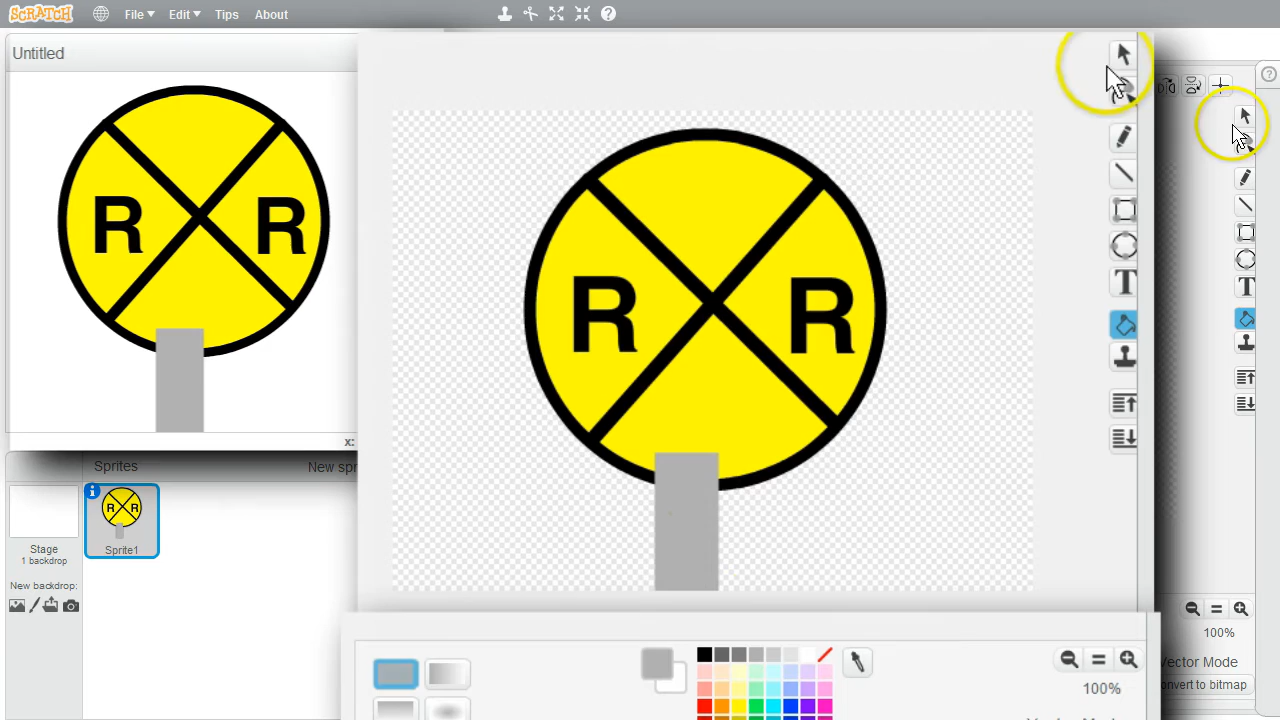 SCRATCH File Edit Tips About
Untitled
R R
R R
x:
Sprites New spr
Stage
1 backdrop
R R
Sprite1
New backdrop:
T
T
100%
100%
Vector Mode
onvert to bitmap